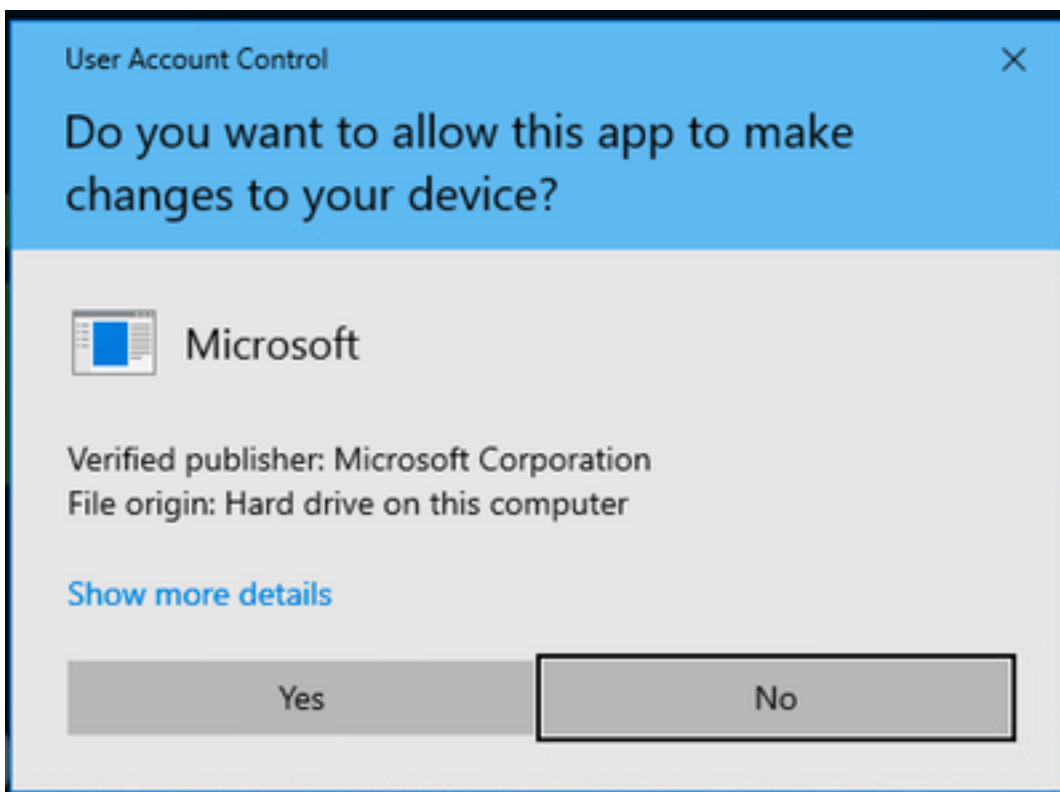 User Account Control
Do you want to allow this app to make
changes to your device?
Microsoft
Verified publisher: Microsoft Corporation
File origin: Hard drive on this computer
Show more details
Yes
No